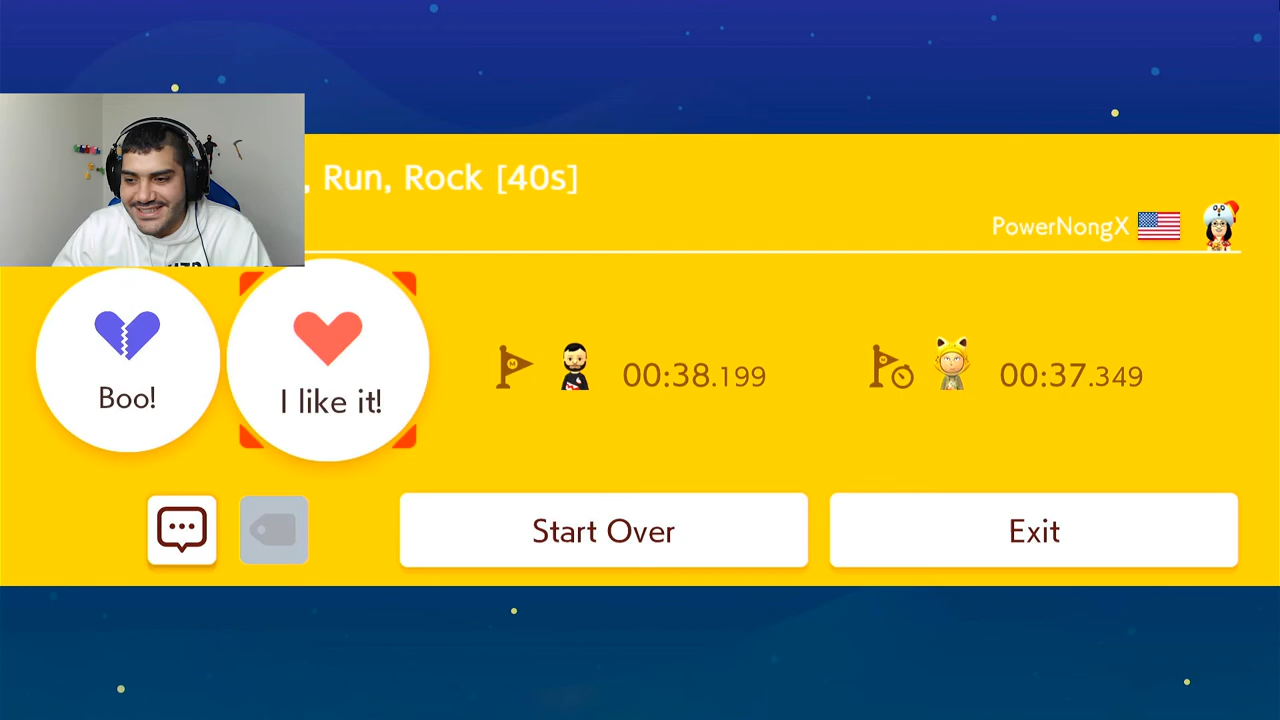 , Run, Rock [40s]
PowerNongX
Boo!
I like it!
M
00:38.199
M
00:37.349
Start Over
Exit